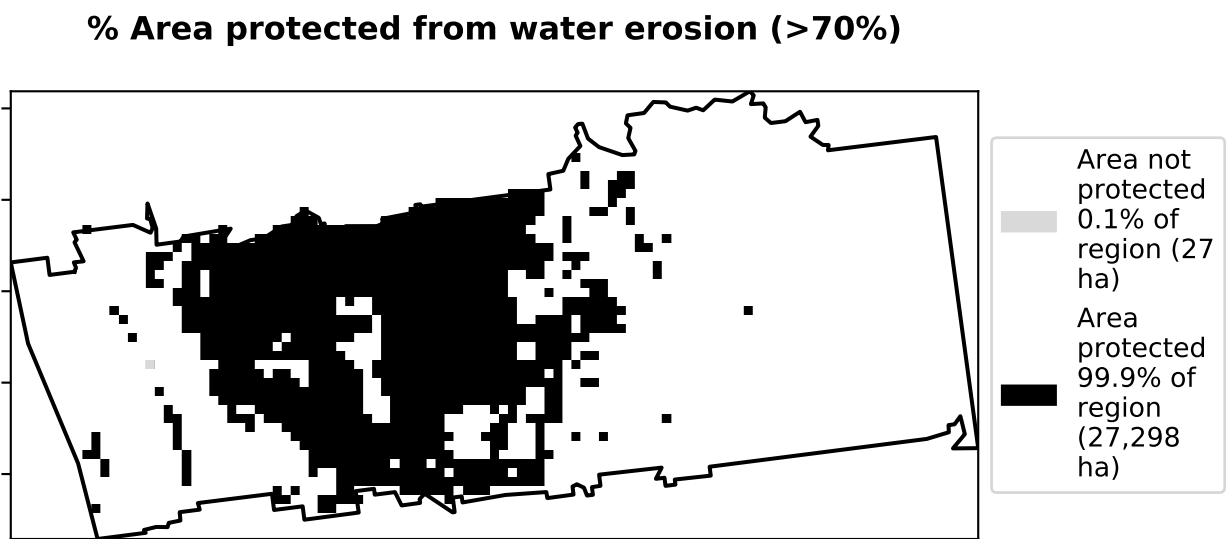 % Area protected from water erosion (>70%)
Area not
protected
0.1% of
region (27
ha)
Area
protected
99.9% of
region
(27,298
ha)